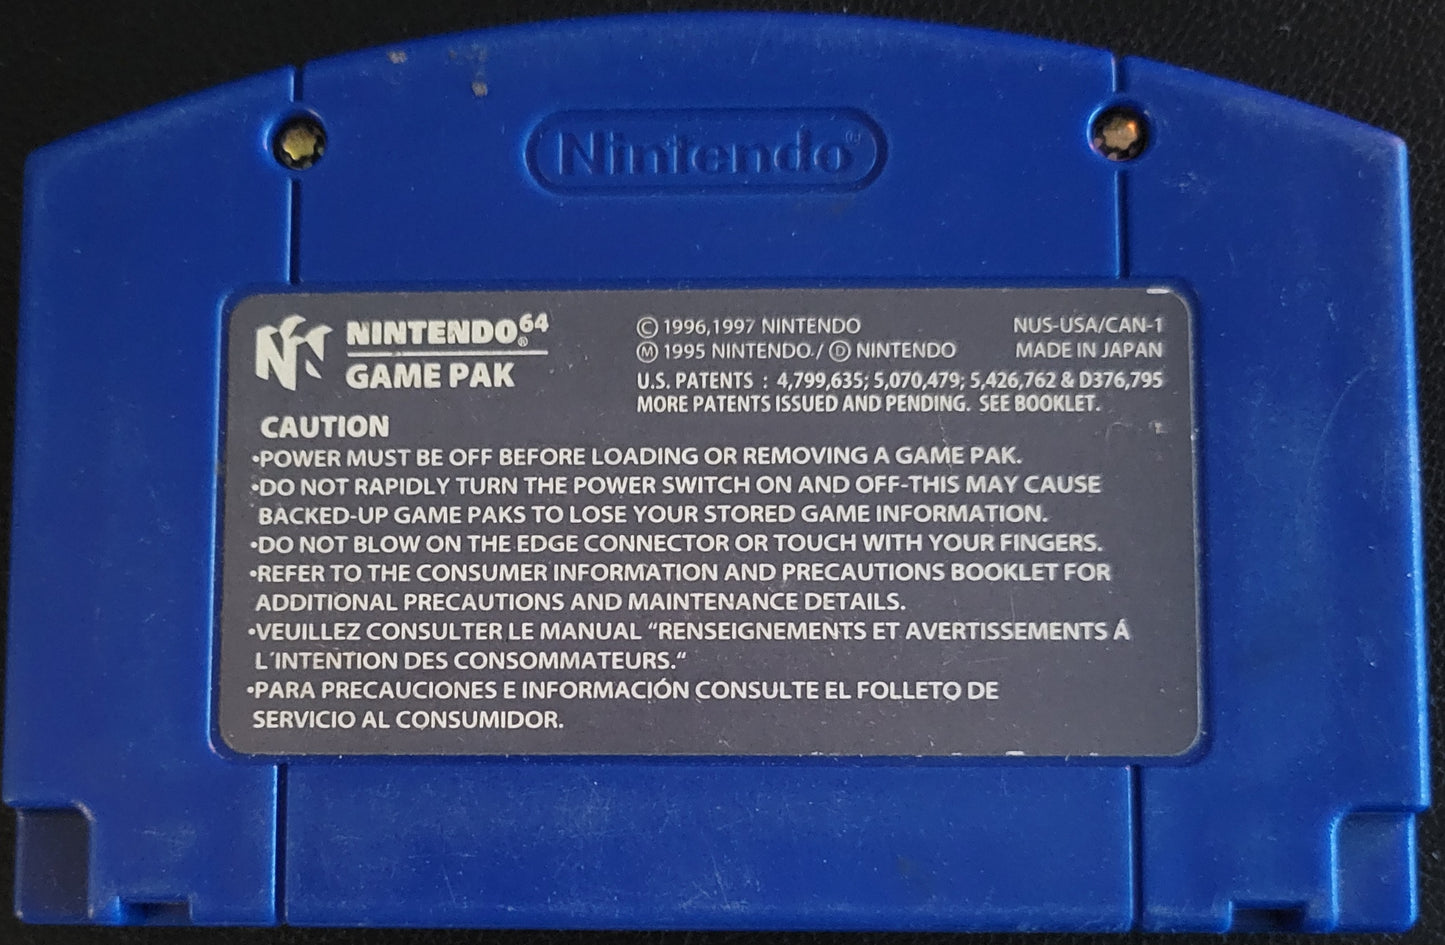 Nintendo®
NINTENDO⁶⁴®
GAME PAK
© 1996,1997 NINTENDO
NUS-USA/CAN-1
Ⓜ 1995 NINTENDO / Ⓓ NINTENDO
MADE IN JAPAN
U.S. PATENTS : 4,799,635; 5,070,479; 5,426,762 & D376,795
MORE PATENTS ISSUED AND PENDING. SEE BOOKLET.
CAUTION
•POWER MUST BE OFF BEFORE LOADING OR REMOVING A GAME PAK.
•DO NOT RAPIDLY TURN THE POWER SWITCH ON AND OFF-THIS MAY CAUSE
BACKED-UP GAME PAKS TO LOSE YOUR STORED GAME INFORMATION.
•DO NOT BLOW ON THE EDGE CONNECTOR OR TOUCH WITH YOUR FINGERS.
•REFER TO THE CONSUMER INFORMATION AND PRECAUTIONS BOOKLET FOR
ADDITIONAL PRECAUTIONS AND MAINTENANCE DETAILS.
•VEUILLEZ CONSULTER LE MANUAL “RENSEIGNEMENTS ET AVERTISSEMENTS Á
L´INTENTION DES CONSOMMATEURS.“
•PARA PRECAUCIONES E INFORMACIÓN CONSULTE EL FOLLETO DE
SERVICIO AL CONSUMIDOR.